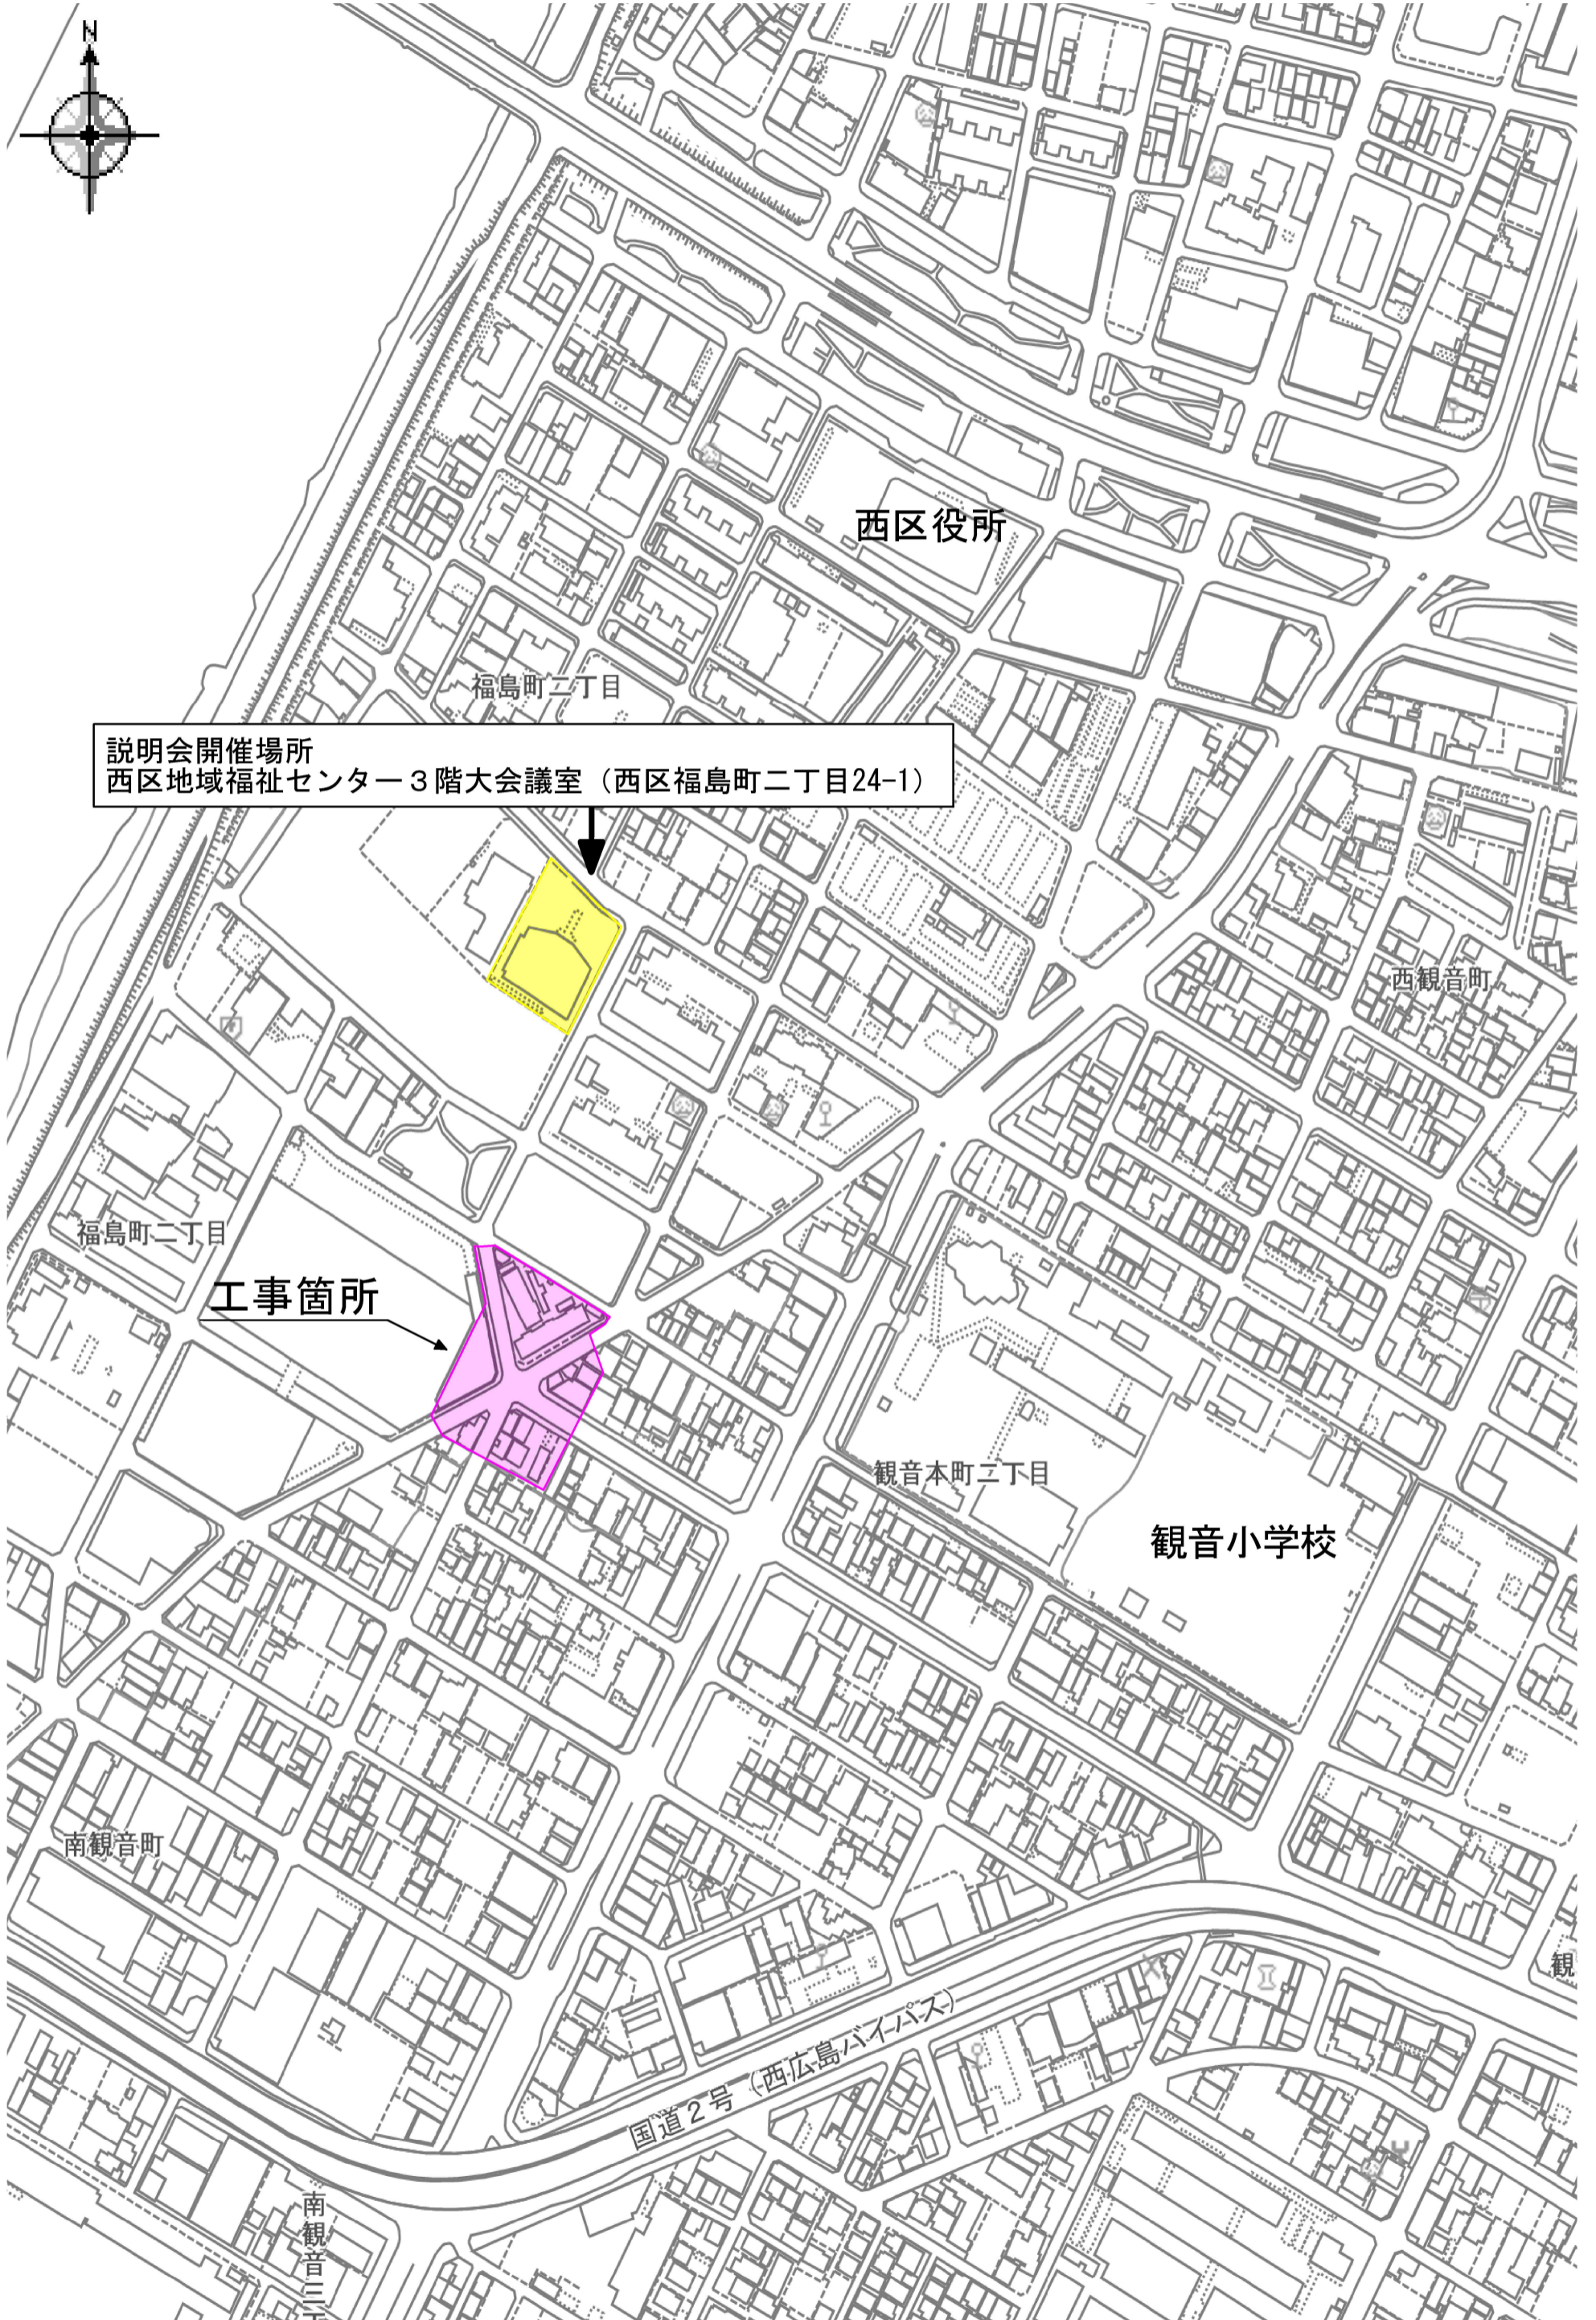 N
西区役所
福島町二丁目
説明会開催場所
西区地域福祉センター３階大会議室（西区福島町二丁目24-1）
西観音町
福島町二丁目
工事箇所
観音本町二丁目
観音小学校
南観音町
観
国道２号（西広島バイパス）
南観音三丁